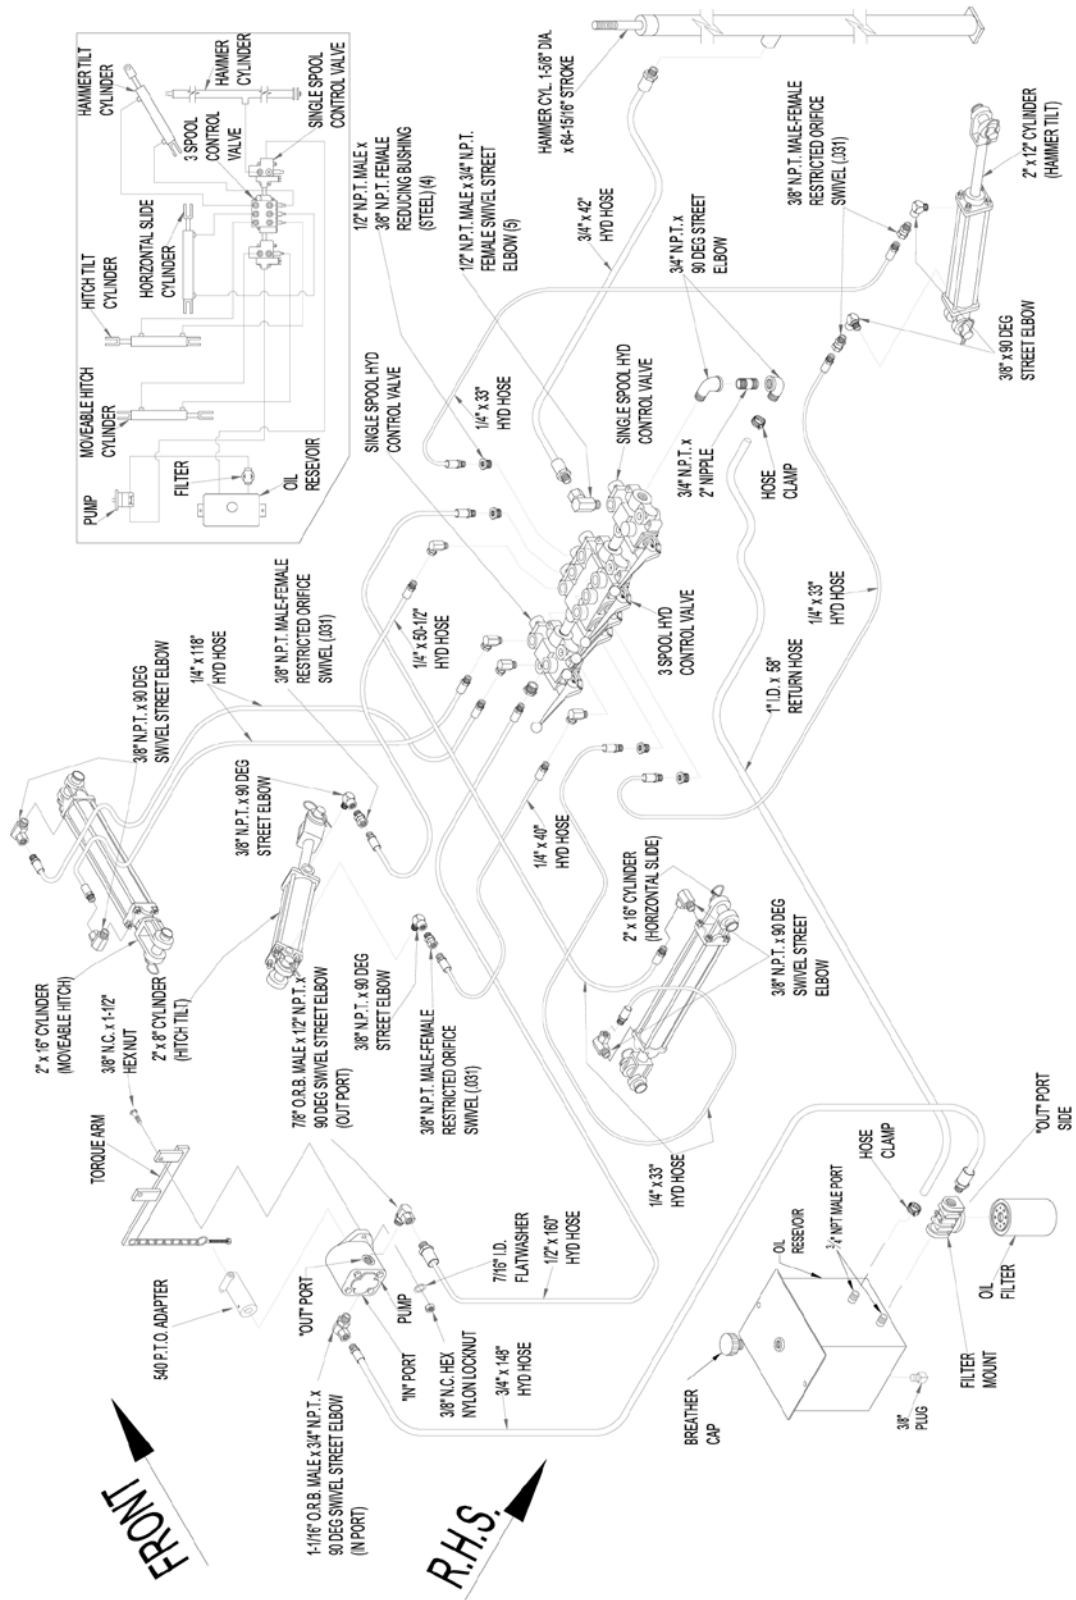 HAMMER TILT
CYLINDER
3 SPOOL
CONTROL
VALVE
HAMMER
CYLINDER
SINGLE SPOOL
CONTROL VALVE
HITCH TILT
CYLINDER
HORIZONTAL SLIDE
CYLINDER
MOVEABLE HITCH
CYLINDER
PUMP
FILTER
OIL
RESEVOIR
1/2" N.P.T. MALE x
3/8" N.P.T. FEMALE
REDUCING BUSHING
(STEEL) (4)
1/2" N.P.T. MALE x 3/4" N.P.T.
FEMALE SWIVEL STREET
ELBOW (5)
HAMMER CYL. 1-5/8" DIA.
x 64-15/16" STROKE
3/4" x 42"
HYD HOSE
3/4" N.P.T. x
90 DEG STREET
ELBOW
3/8" N.P.T. MALE-FEMALE
RESTRICTED ORIFICE
SWIVEL (.031)
2" x 12" CYLINDER
(HAMMER TILT)
3/8" x 90 DEG
STREET ELBOW
SINGLE SPOOL HYD
CONTROL VALVE
1/4" x 33"
HYD HOSE
SINGLE SPOOL HYD
CONTROL VALVE
3/4" N.P.T. x
2" NIPPLE
HOSE
CLAMP
3 SPOOL HYD
CONTROL VALVE
1" I.D. x 58"
RETURN HOSE
1/4" x 33"
HYD HOSE
3/8" N.P.T. x 90 DEG
SWIVEL STREET ELBOW
1/4" x 118"
HYD HOSE
3/8" N.P.T. MALE-FEMALE
RESTRICTED ORIFICE
SWIVEL (.031)
1/4" x 50-1/2"
HYD HOSE
3/8" N.P.T. x 90 DEG
STREET ELBOW
1/4" x 40"
HYD HOSE
2" x 16" CYLINDER
(HORIZONTAL SLIDE)
3/8" N.P.T. x 90 DEG
SWIVEL STREET
ELBOW
2" x 16" CYLINDER
(MOVEABLE HITCH)
3/8" N.C. x 1-1/2"
HEX NUT
2" x 8" CYLINDER
(HITCH TILT)
7/8" O.R.B. MALE x 1/2" N.P.T. x
90 DEG SWIVEL STREET ELBOW
(OUT PORT)
3/8" N.P.T. x 90 DEG
STREET ELBOW
3/8" N.P.T. MALE-FEMALE
RESTRICTED ORIFICE
SWIVEL (.031)
TORQUE ARM
540 P.T.O. ADAPTER
"OUT" PORT
PUMP
"IN" PORT
7/16" I.D.
FLATWASHER
1/2" x 160"
HYD HOSE
1/4" x 33"
HYD HOSE
3/8" N.C. HEX
NYLON LOCKNUT
3/4" x 148"
HYD HOSE
1-1/16" O.R.B. MALE x 3/4" N.P.T. x
90 DEG SWIVEL STREET ELBOW
(IN PORT)
BREATHER
CAP
OIL
RESEVOIR
3/4" NPT MALE PORT
HOSE
CLAMP
"OUT" PORT
SIDE
OIL
FILTER
FILTER
MOUNT
3/8"
PLUG
FRONT
R.H.S.